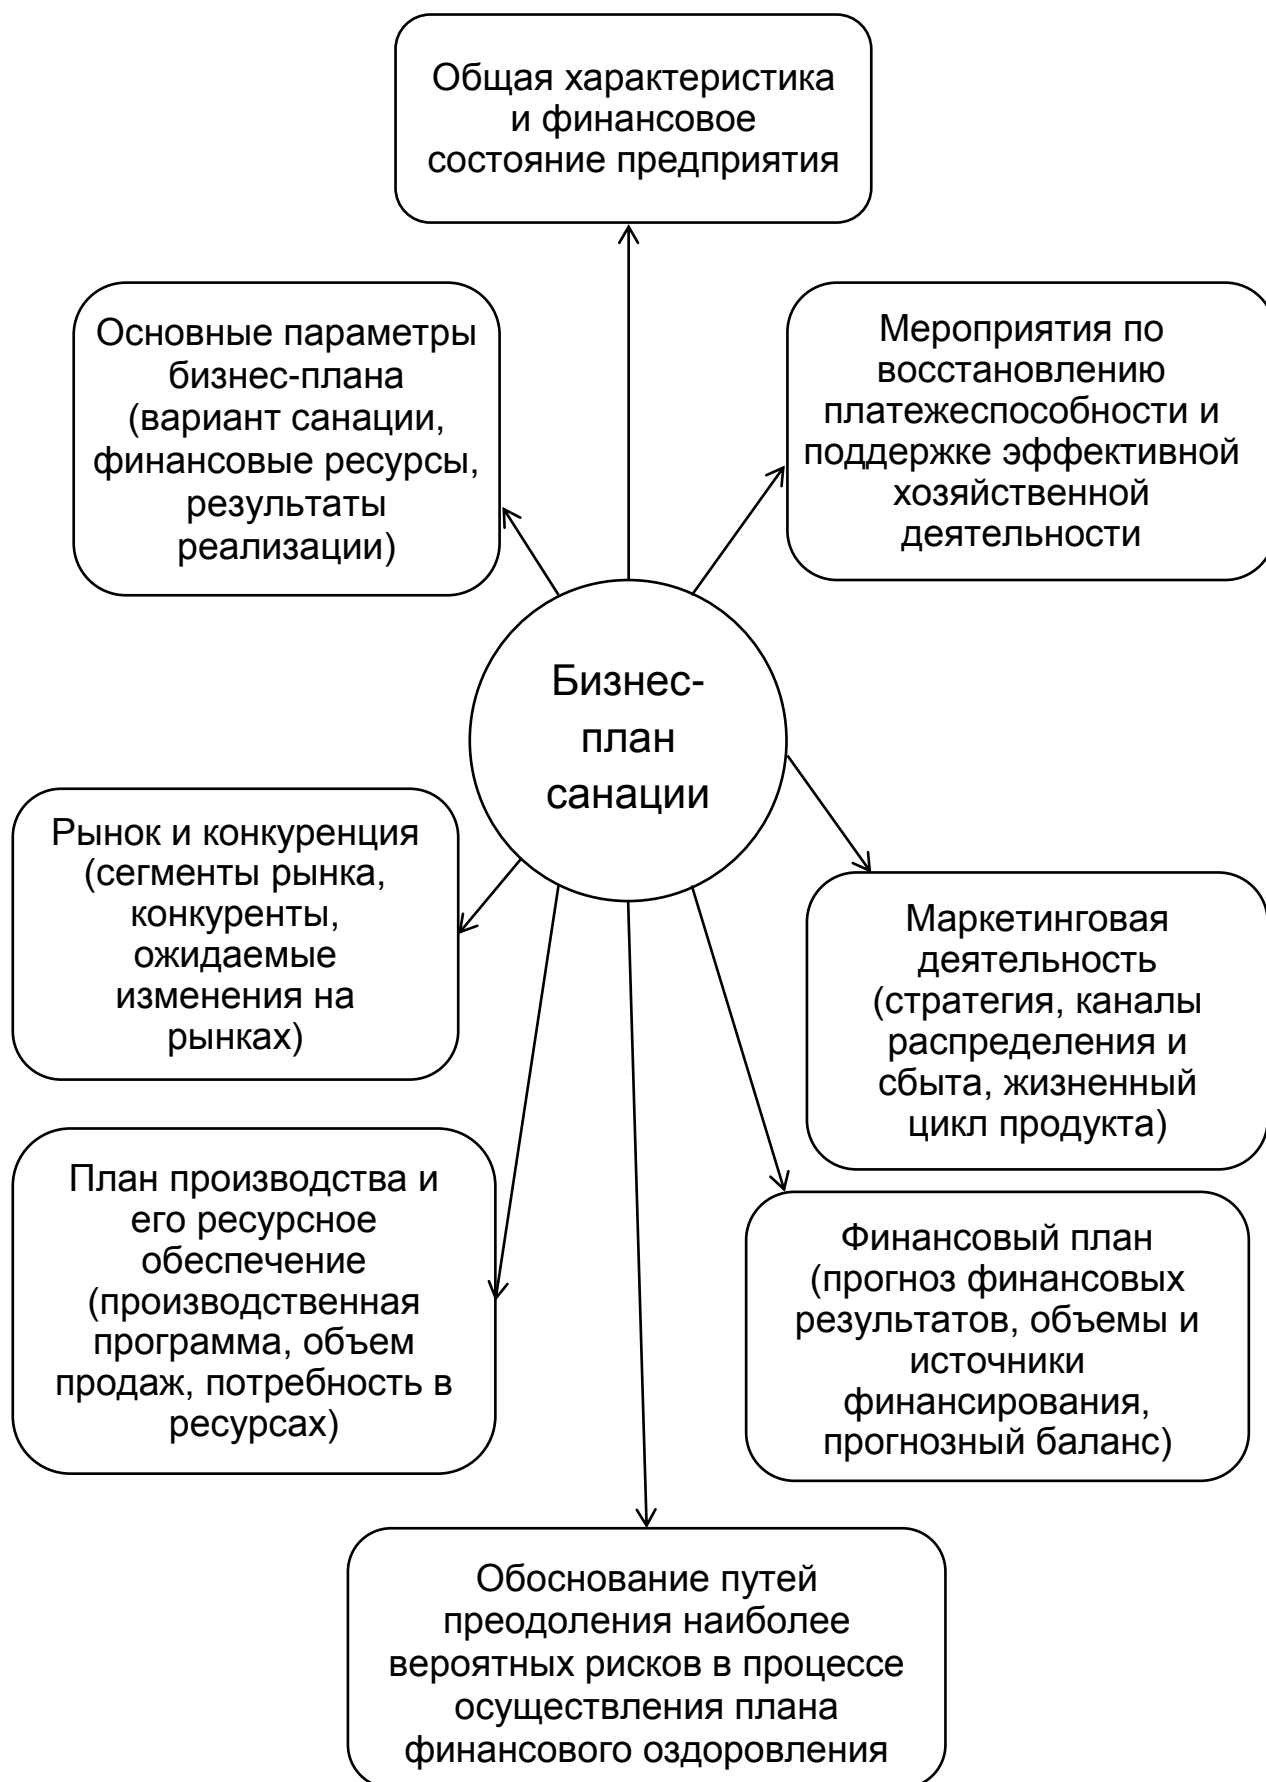 Общая характеристика
и финансовое
состояние предприятия
Основные параметры
бизнес-плана
(вариант санации,
финансовые ресурсы,
результаты
реализации)
Мероприятия по
восстановлению
платежеспособности и
поддержке эффективной
хозяйственной
деятельности
Бизнес-
план
санации
Рынок и конкуренция
(сегменты рынка,
конкуренты,
ожидаемые
изменения на
рынках)
Маркетинговая
деятельность
(стратегия, каналы
распределения и
сбыта, жизненный
цикл продукта)
План производства и
его ресурсное
обеспечение
(производственная
программа, объем
продаж, потребность в
ресурсах)
Финансовый план
(прогноз финансовых
результатов, объемы и
источники
финансирования,
прогнозный баланс)
Обоснование путей
преодоления наиболее
вероятных рисков в процессе
осуществления плана
финансового оздоровления